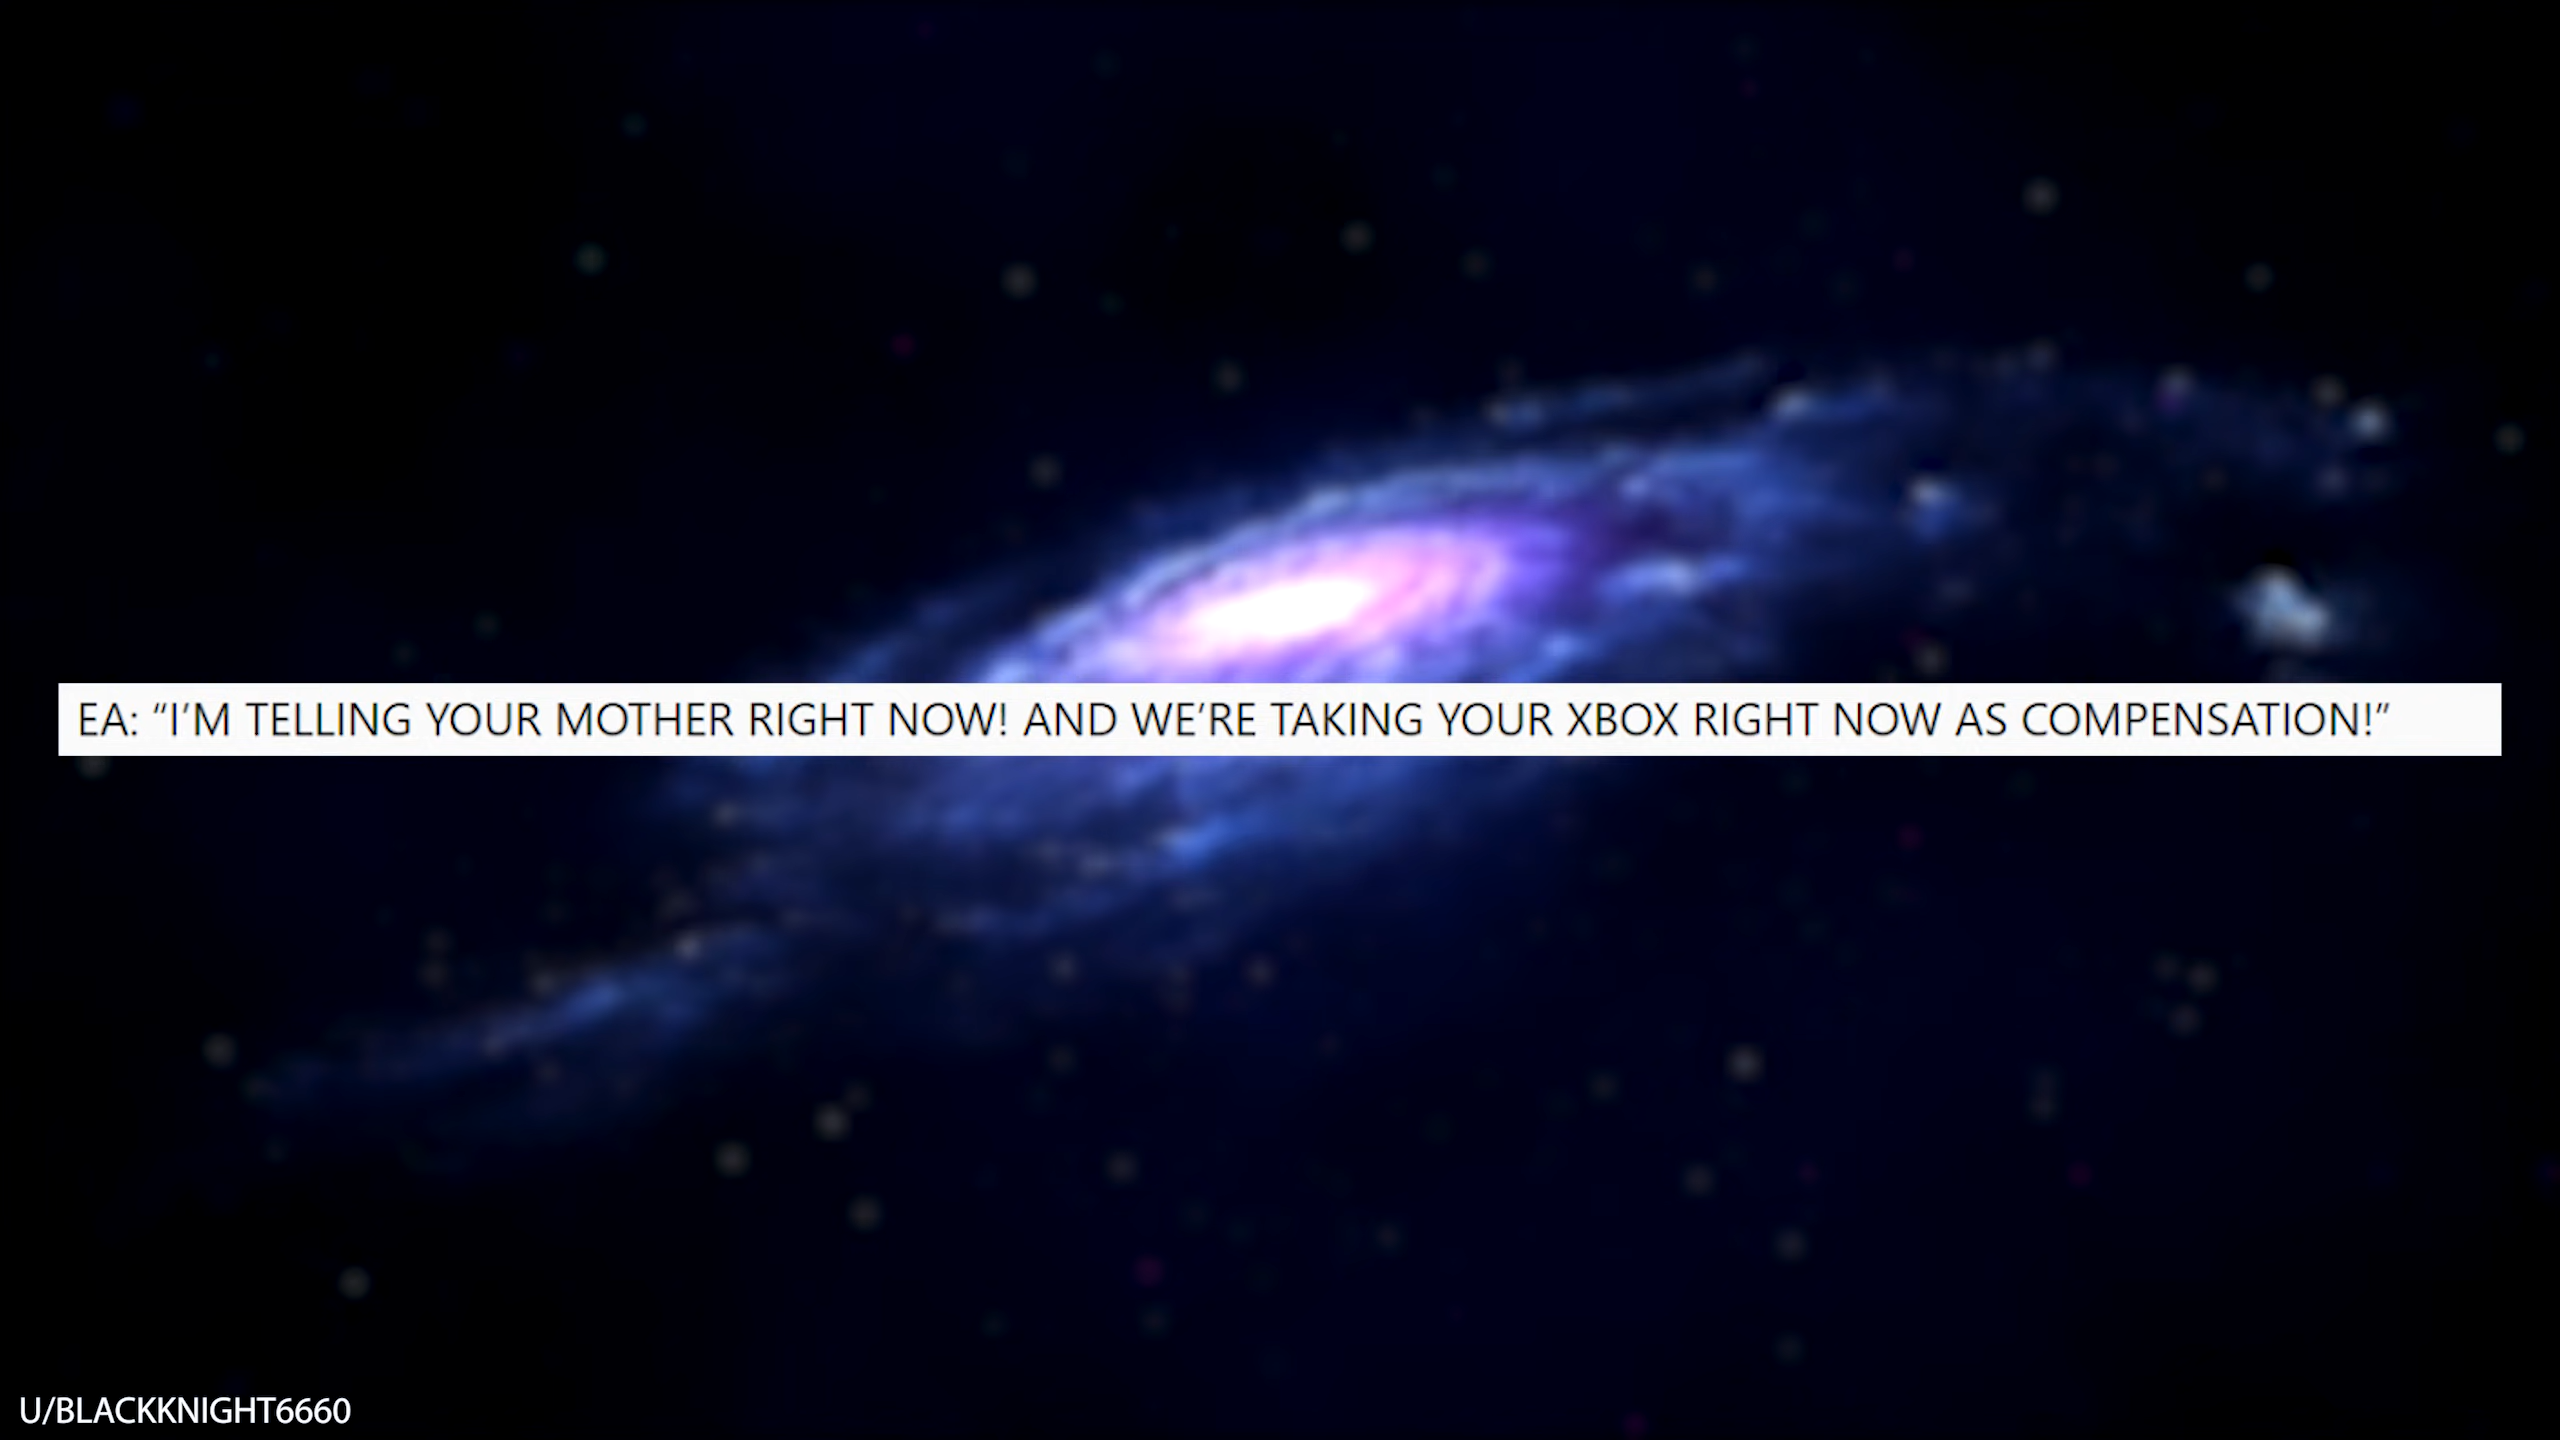 EA: “I’M TELLING YOUR MOTHER RIGHT NOW! AND WE’RE TAKING YOUR XBOX RIGHT NOW AS COMPENSATION!”
U/BLACKKNIGHT6660